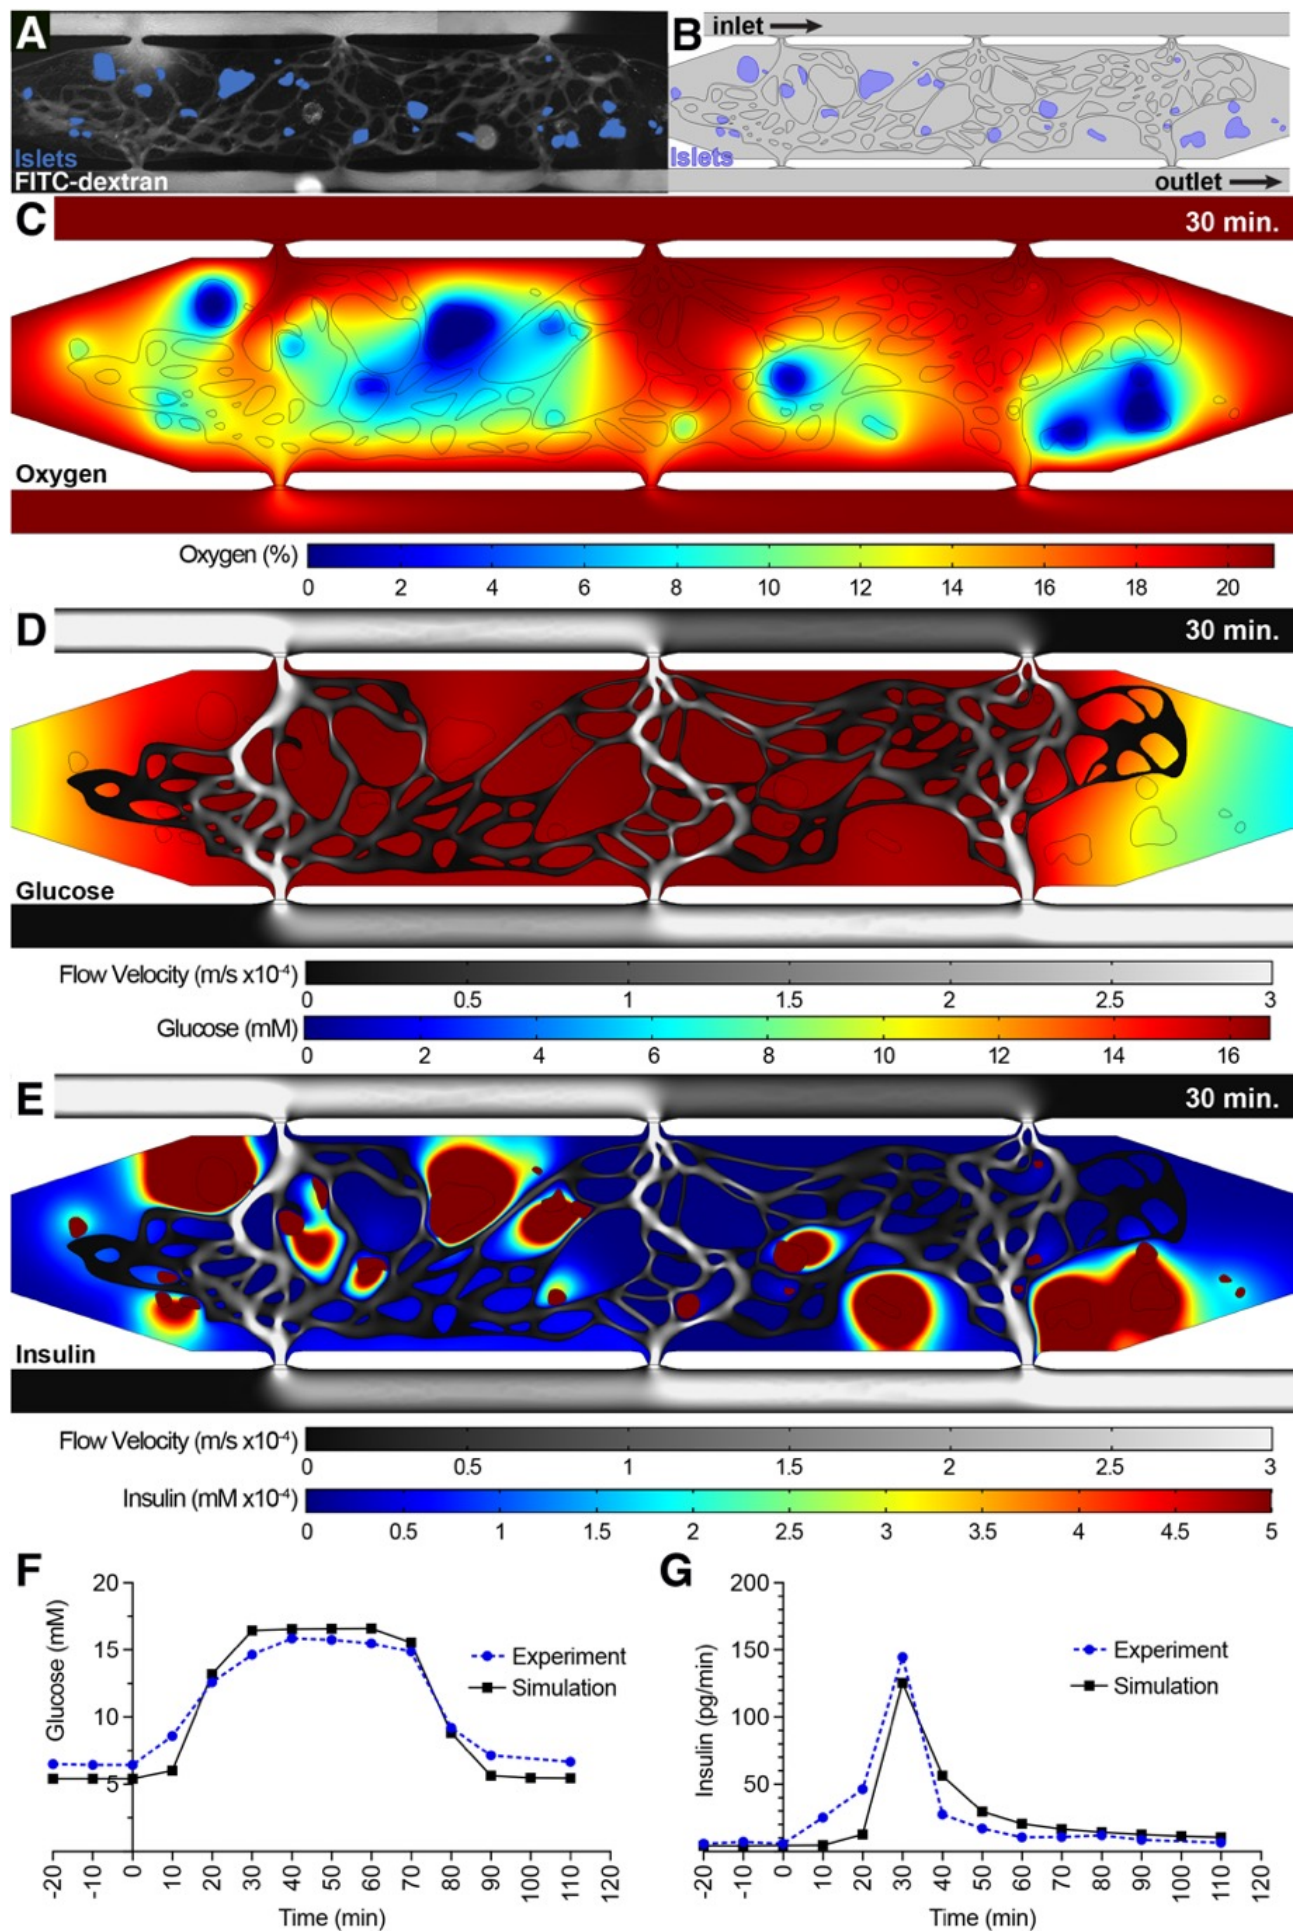 A
Islets
FITC-dextran
B
inlet
Islets
outlet
C
30 min.
Oxygen
Oxygen (%)
0 2 4 6 8 10 12 14 16 18 20
D
30 min.
Glucose
Flow Velocity (m/s x10-4)
0 0.5 1 1.5 2 2.5 3
Glucose (mM)
0 2 4 6 8 10 12 14 16
E
30 min.
Insulin
Flow Velocity (m/s x10-4)
0 0.5 1 1.5 2 2.5 3
Insulin (mM x10-4)
0 0.5 1 1.5 2 2.5 3 3.5 4 4.5 5
F
Glucose (mM)
20
15
10
5
Experiment
Simulation
-20 -10 0 10 20 30 40 50 60 70 80 90 100 110 120
Time (min)
G
Insulin (pg/min)
200
150
100
50
Experiment
Simulation
-20 -10 0 10 20 30 40 50 60 70 80 90 100 110 120
Time (min)